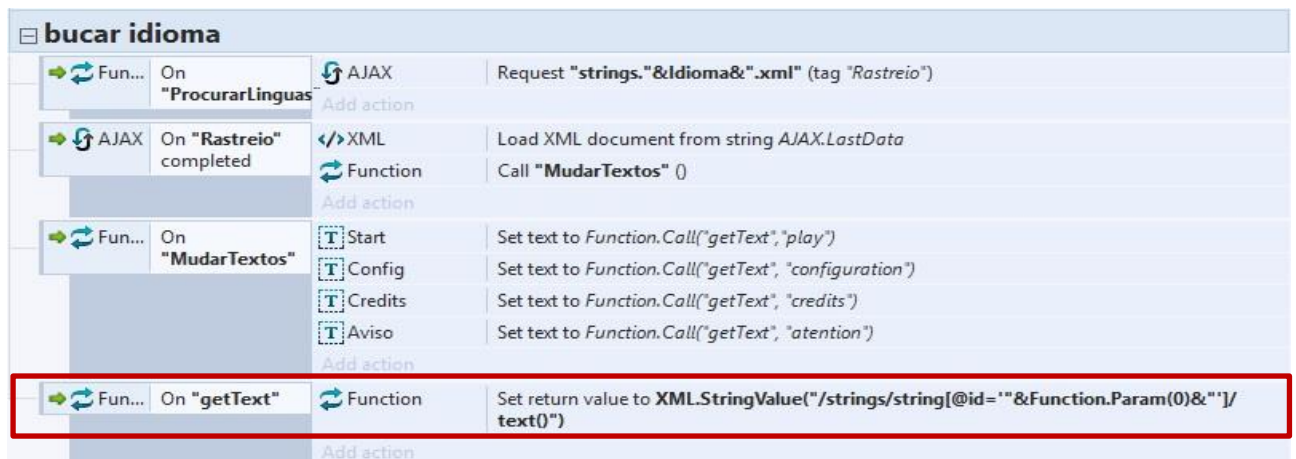 bucar idioma
Fun... On "ProcurarLinguas AJAX Request "strings."&Idioma&".xml" (tag "Rastreio")
Add action
AJAX On "Rastreio" completed </> XML Load XML document from string AJAX.LastData
Function Call "MudarTextos" ()
Add action
Fun... On "MudarTextos" T Start Set text to Function.Call("getText","play")
T Config Set text to Function.Call("getText", "configuration")
T Credits Set text to Function.Call("getText", "credits")
T Aviso Set text to Function.Call("getText", "atention")
Add action
Fun... On "getText" Function Set return value to XML.StringValue("/strings/string[@id='"&Function.Param(0)&"']/
text()")
Add action